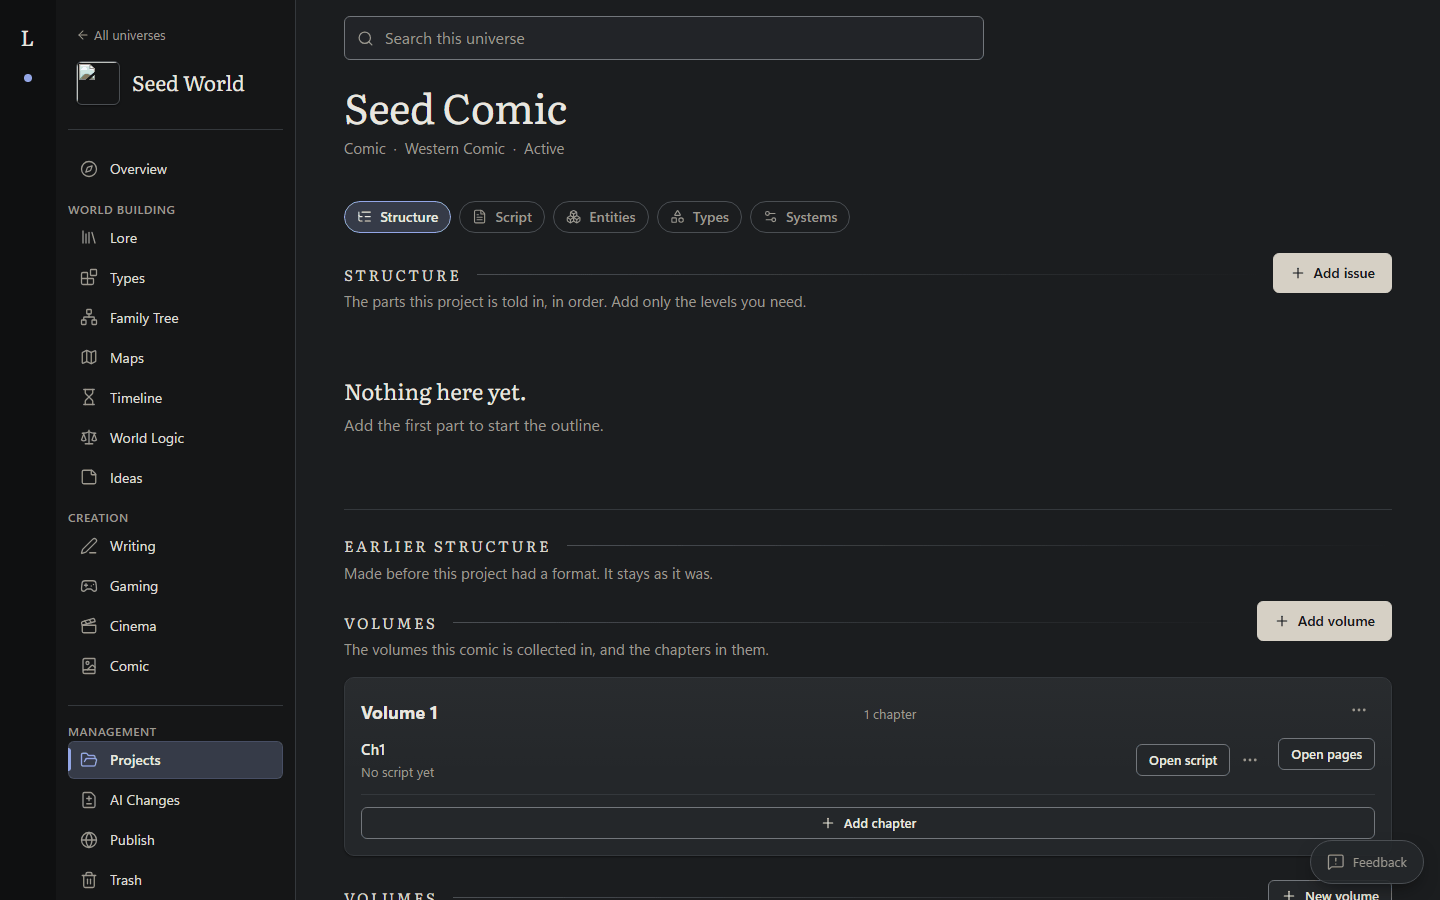 L
All universes
Seed World
Overview
WORLD BUILDING
Lore
Types
Family Tree
Maps
Timeline
World Logic
Ideas
CREATION
Writing
Gaming
Cinema
Comic
MANAGEMENT
Projects
AI Changes
Publish
Trash
Search this universe
Seed Comic
Comic · Western Comic · Active
Structure Script Entities Types Systems
STRUCTURE
Add issue
The parts this project is told in, in order. Add only the levels you need.
Nothing here yet.
Add the first part to start the outline.
EARLIER STRUCTURE
Made before this project had a format. It stays as it was.
VOLUMES
Add volume
The volumes this comic is collected in, and the chapters in them.
Volume 1 1 chapter
Ch1
No script yet
Open script Open pages
Add chapter
Feedback
VOLUMES
New volume